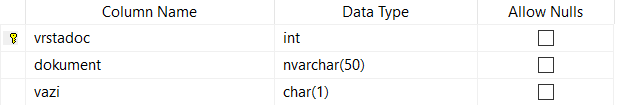 Column Name Data Type Allow Nulls
vrstadoc int
dokument nvarchar(50)
vazi char(1)